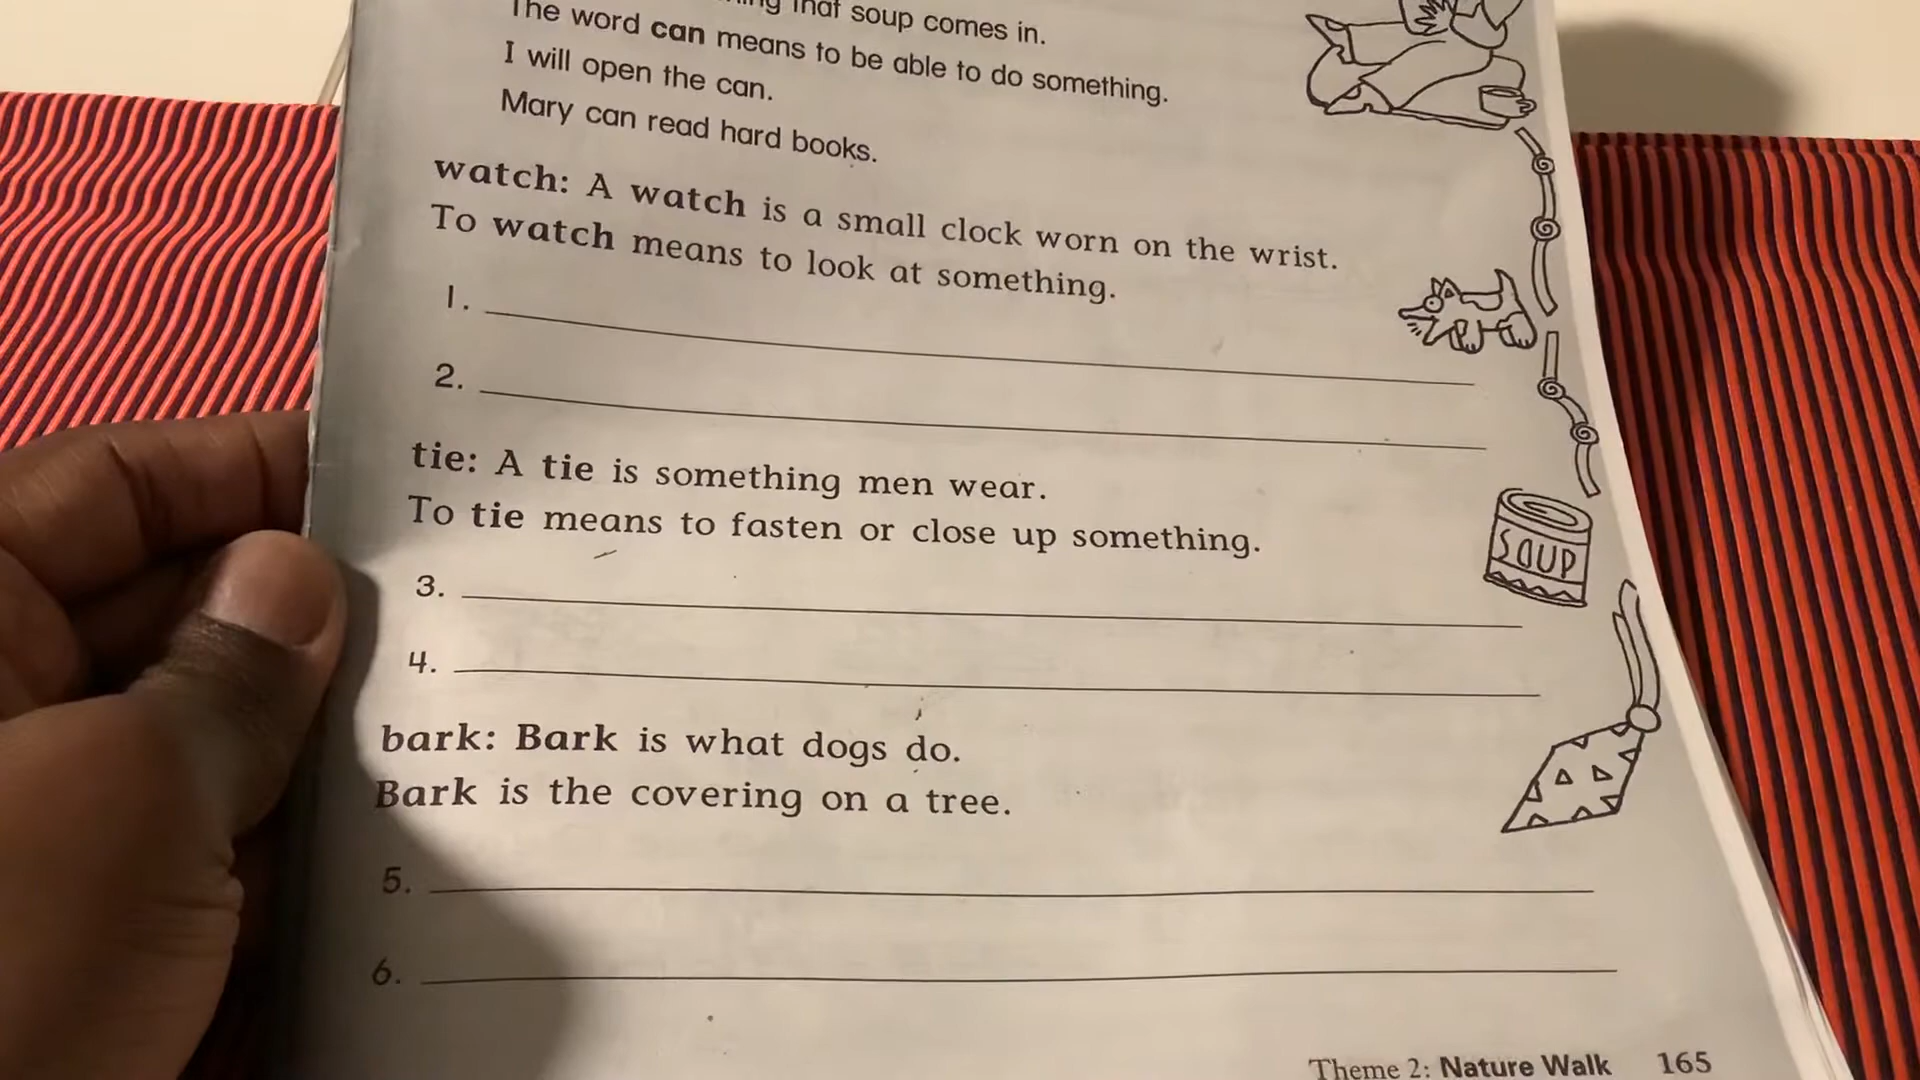 that soup comes in.
The word can means to be able to do something.
I will open the can.
Mary can read hard books.
watch: A watch is a small clock worn on the wrist.
To watch means to look at something.
1.
2.
tie: A tie is something men wear.
To tie means to fasten or close up something.
SOUP
3.
4.
bark: Bark is what dogs do.
Bark is the covering on a tree.
5.
6.
Theme 2: Nature Walk 165